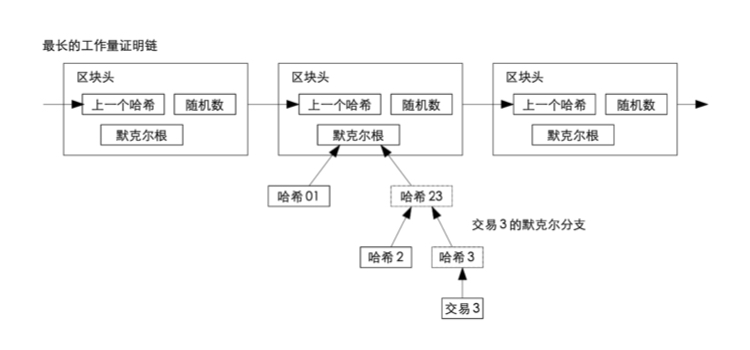 最长的工作量证明链
区块头 区块头 区块头
上一个哈希 随机数 上一个哈希 随机数 上一个哈希 随机数
默克尔根 默克尔根 默克尔根
哈希01 哈希23
交易3的默克尔分支
哈希2 哈希3
交易3